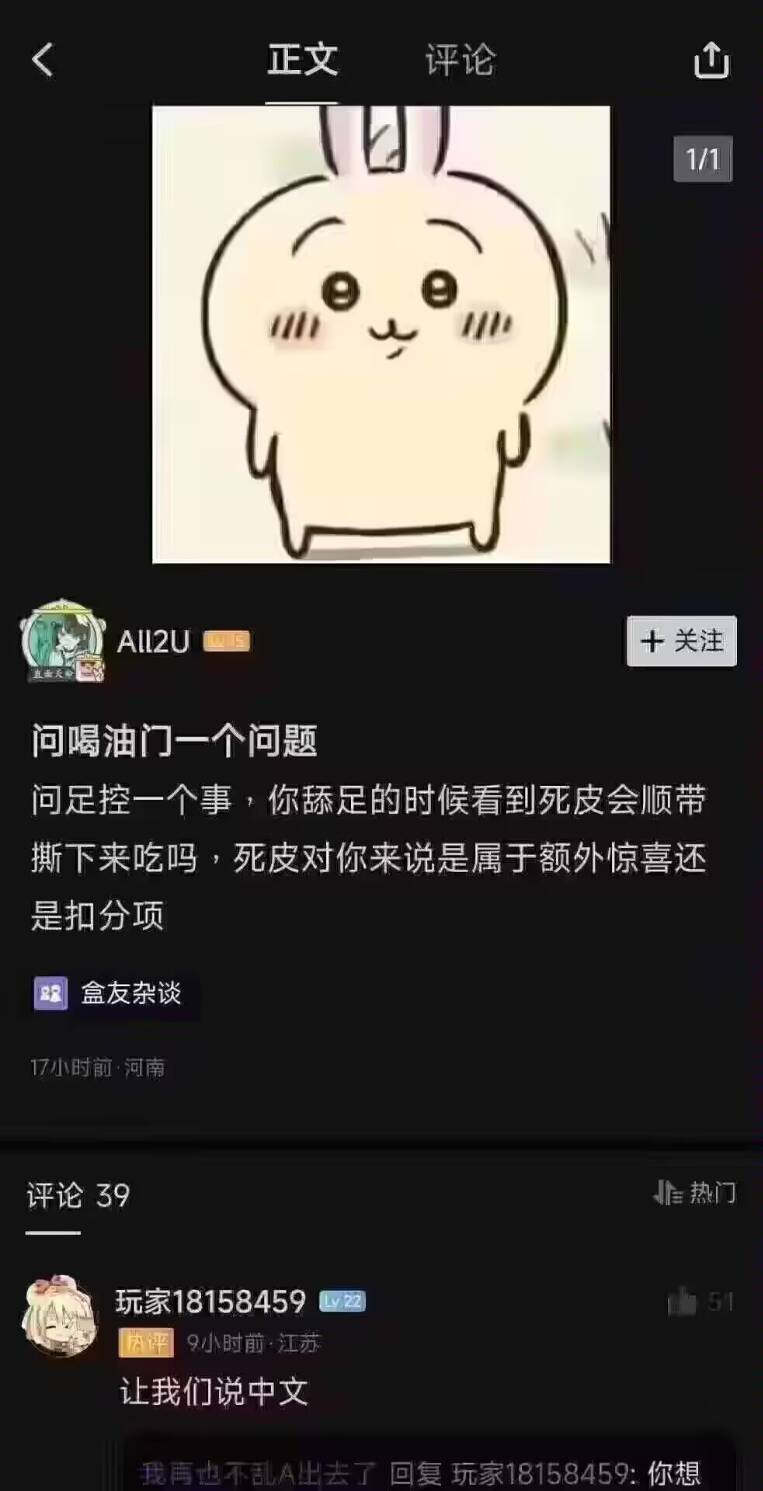 正文 评论
1/1
All2U Lv.15
+ 关注
问喝油门一个问题
问足控一个事，你舔足的时候看到死皮会顺带
撕下来吃吗，死皮对你来说是属于额外惊喜还
是扣分项
盒友杂谈
17小时前·河南
评论 39
热门
玩家18158459 Lv.22
51
热评 9小时前·江苏
让我们说中文
我再也不乱A出去了 回复 玩家18158459: 你想